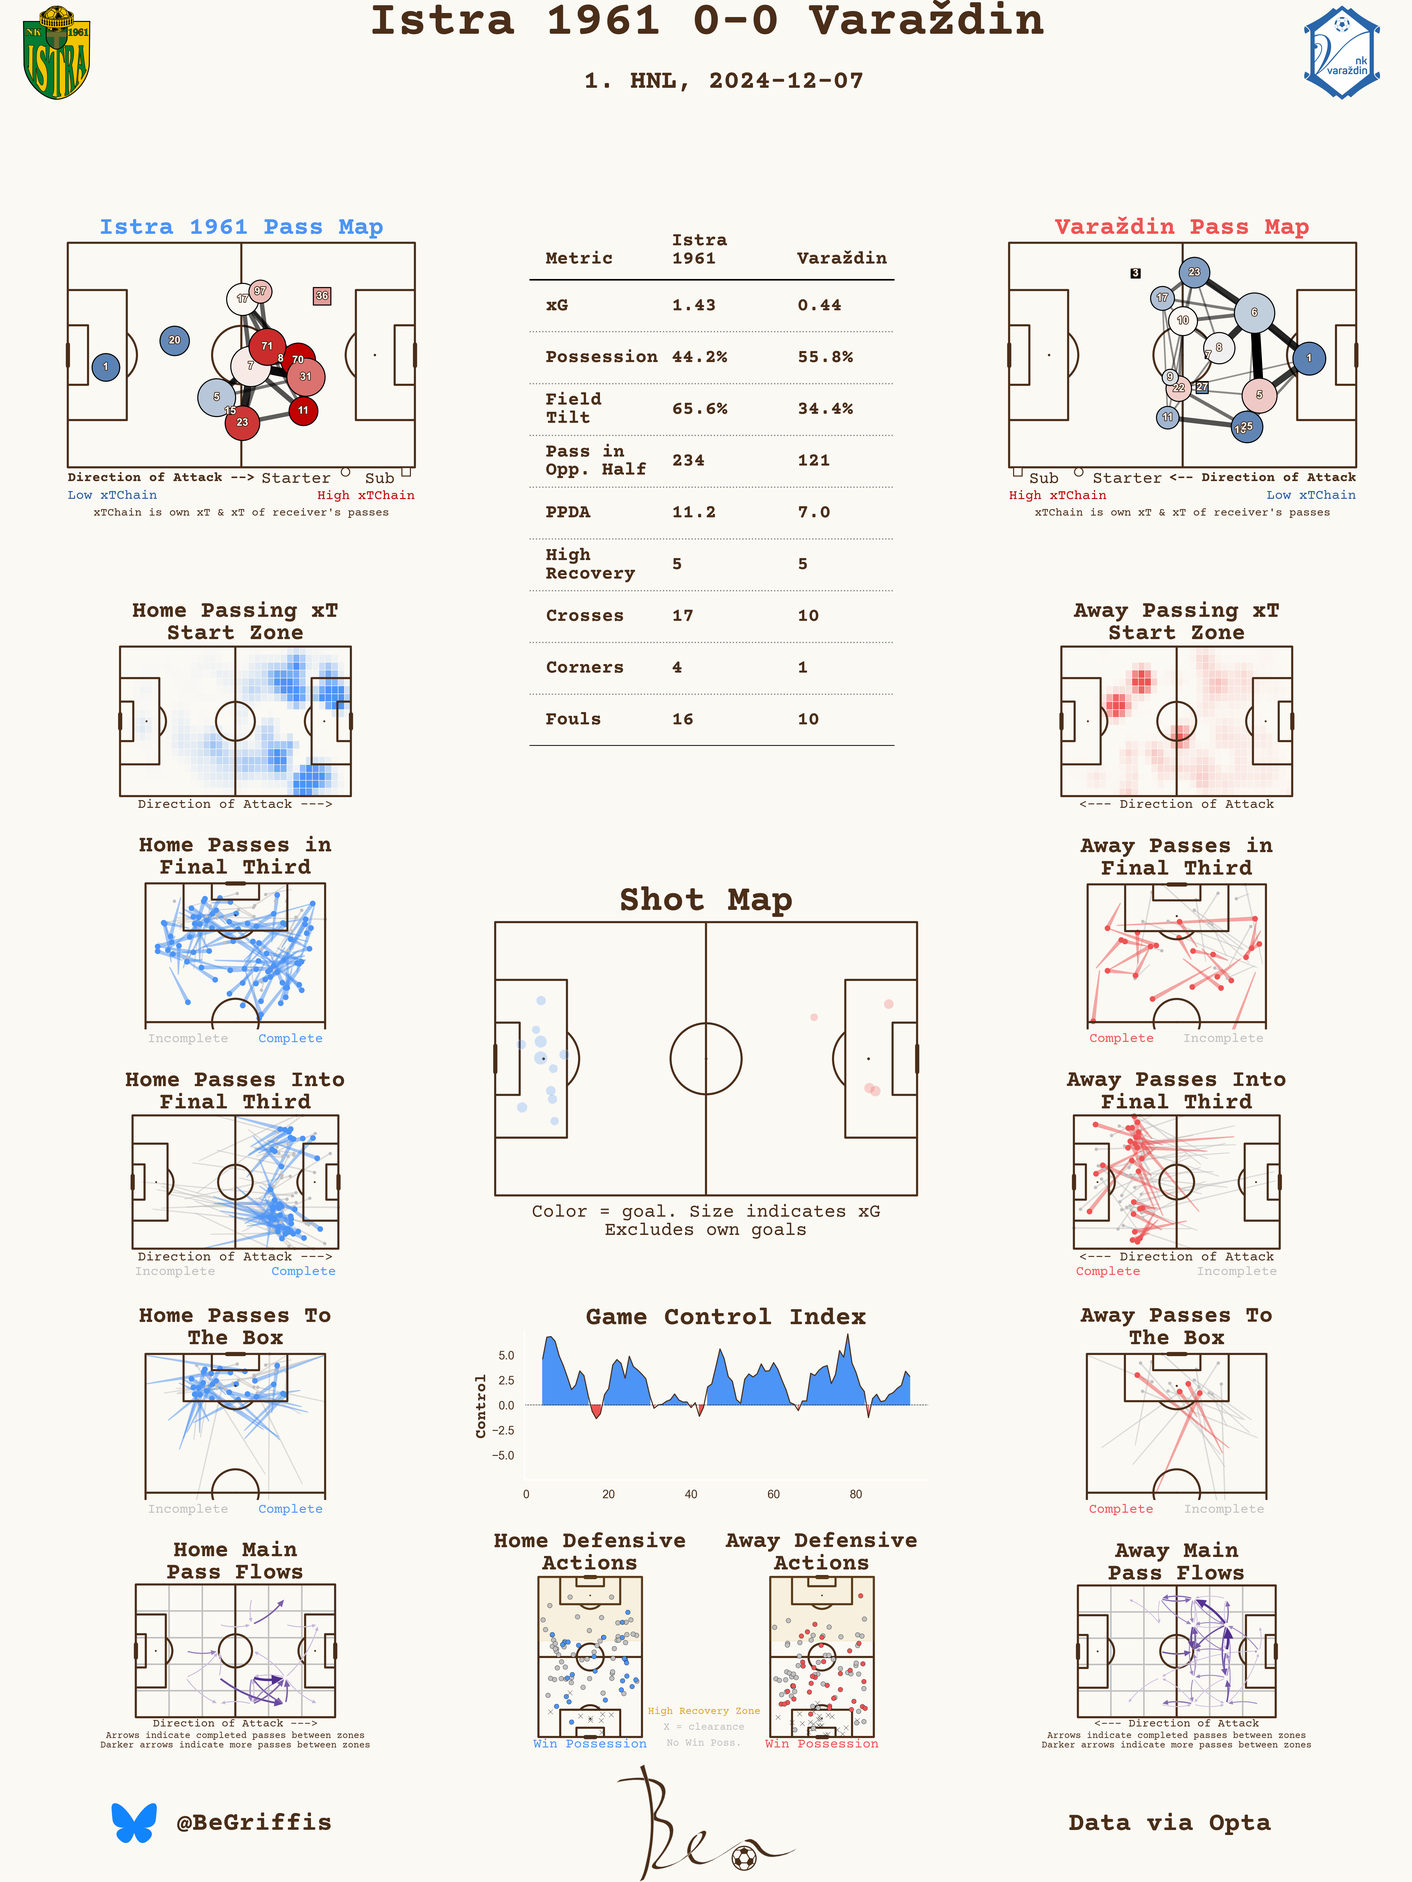 Istra 1961 0-0 Varaždin
1. HNL, 2024-12-07
NK 1961
ISTRA
nk
varaždin
Istra 1961 Pass Map
17
97
36
20
71
1
7
8
70
31
5
15
23
11
Direction of Attack --> Starter Sub
Low xTChain High xTChain
xTChain is own xT & xT of receiver's passes
Metric Istra 1961 Varaždin
xG 1.43 0.44
Possession 44.2% 55.8%
Field Tilt 65.6% 34.4%
Pass in Opp. Half 234 121
PPDA 11.2 7.0
High Recovery 5 5
Crosses 17 10
Corners 4 1
Fouls 16 10
Varaždin Pass Map
3
23
17
10
6
8
7
1
9
22
27
5
11
25
Sub Starter <-- Direction of Attack
High xTChain Low xTChain
xTChain is own xT & xT of receiver's passes
Home Passing xT
Start Zone
Direction of Attack --->
Away Passing xT
Start Zone
<--- Direction of Attack
Home Passes in
Final Third
Incomplete Complete
Away Passes in
Final Third
Complete Incomplete
Shot Map
Color = goal. Size indicates xG
Excludes own goals
Home Passes Into
Final Third
Direction of Attack --->
Incomplete Complete
Away Passes Into
Final Third
<--- Direction of Attack
Complete Incomplete
Home Passes To
The Box
Incomplete Complete
Game Control Index
Control
5.0
2.5
0.0
−2.5
−5.0
0 20 40 60 80
Away Passes To
The Box
Complete Incomplete
Home Main
Pass Flows
Direction of Attack --->
Arrows indicate completed passes between zones
Darker arrows indicate more passes between zones
Home Defensive
Actions
Win Possession
High Recovery Zone
X = clearance
No Win Poss.
Away Defensive
Actions
Win Possession
Away Main
Pass Flows
<--- Direction of Attack
Arrows indicate completed passes between zones
Darker arrows indicate more passes between zones
@BeGriffis
Ben
Data via Opta